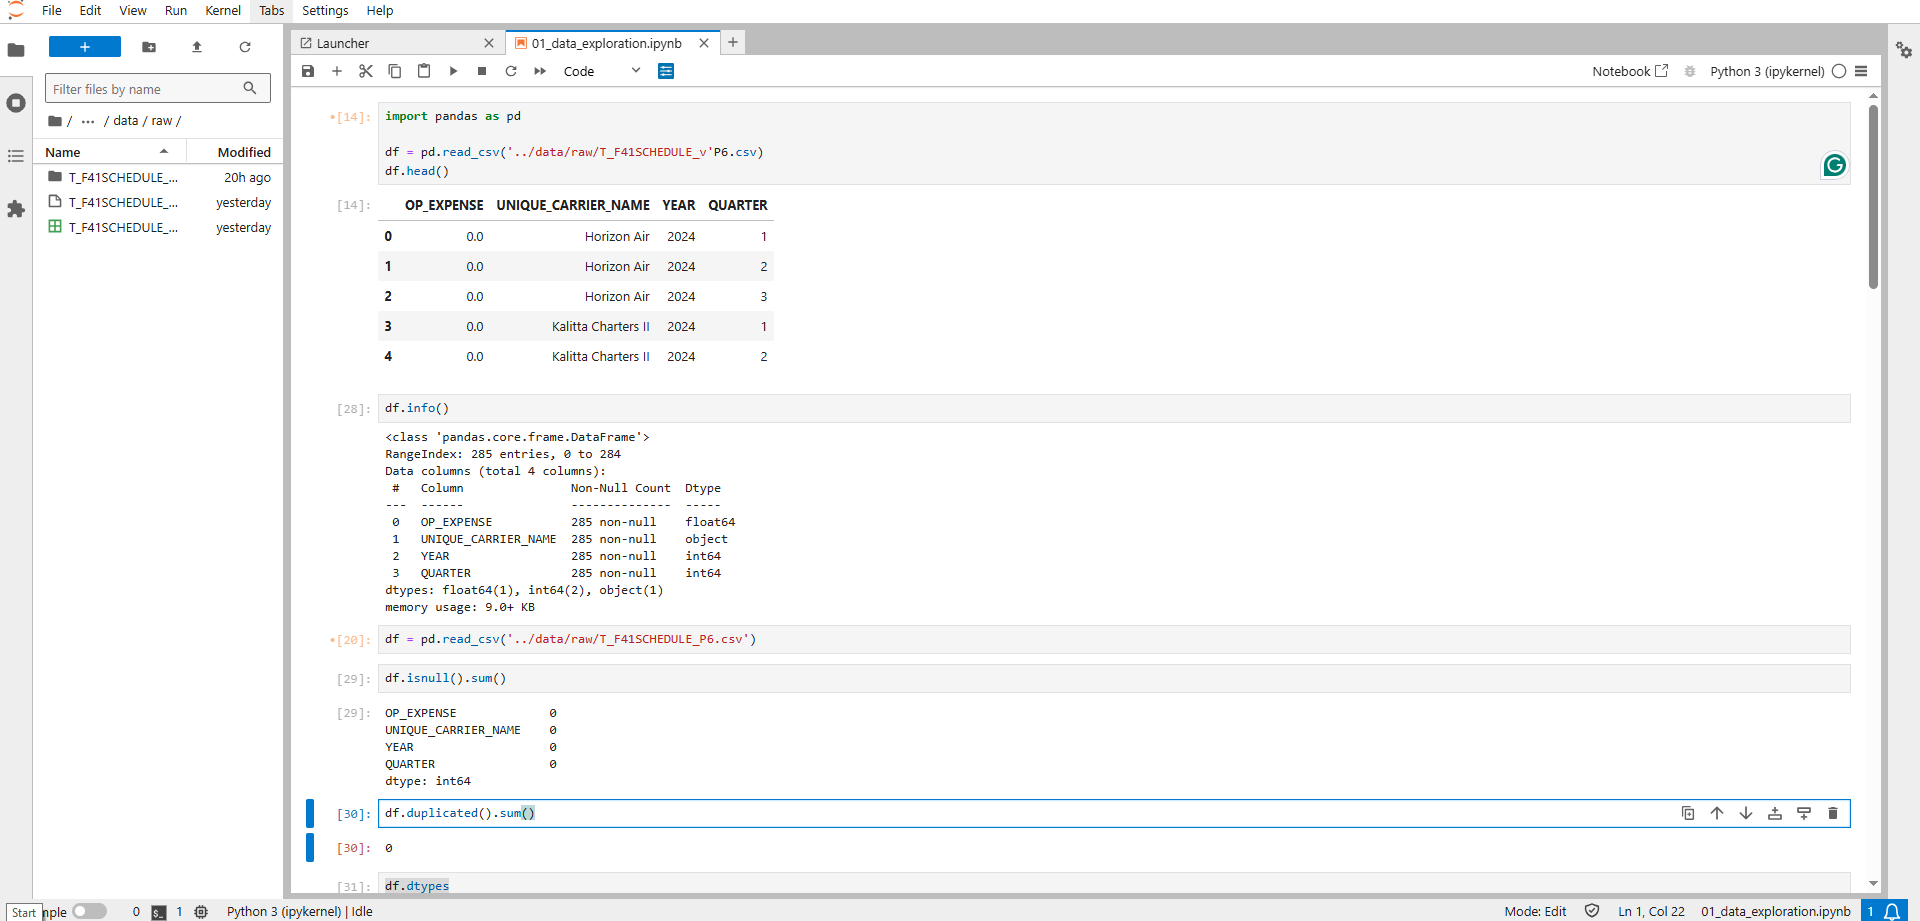 File Edit View Run Kernel Tabs Settings Help
+
Filter files by name
/ ··· / data / raw /
Name Modified
T_F41SCHEDULE_... 20h ago
T_F41SCHEDULE_... yesterday
T_F41SCHEDULE_... yesterday
Launcher 01_data_exploration.ipynb
Code Notebook Python 3 (ipykernel)
[14]: import pandas as pd
df = pd.read_csv('../data/raw/T_F41SCHEDULE_v'P6.csv)
df.head()
[14]: OP_EXPENSE UNIQUE_CARRIER_NAME YEAR QUARTER
0 0.0 Horizon Air 2024 1
1 0.0 Horizon Air 2024 2
2 0.0 Horizon Air 2024 3
3 0.0 Kalitta Charters II 2024 1
4 0.0 Kalitta Charters II 2024 2
[28]: df.info()
<class 'pandas.core.frame.DataFrame'>
RangeIndex: 285 entries, 0 to 284
Data columns (total 4 columns):
# Column Non-Null Count Dtype
--- ------ -------------- -----
0 OP_EXPENSE 285 non-null float64
1 UNIQUE_CARRIER_NAME 285 non-null object
2 YEAR 285 non-null int64
3 QUARTER 285 non-null int64
dtypes: float64(1), int64(2), object(1)
memory usage: 9.0+ KB
[20]: df = pd.read_csv('../data/raw/T_F41SCHEDULE_P6.csv')
[29]: df.isnull().sum()
[29]: OP_EXPENSE 0
UNIQUE_CARRIER_NAME 0
YEAR 0
QUARTER 0
dtype: int64
[30]: df.duplicated().sum()
[30]: 0
[31]: df.dtypes
Start mple 0 1 Python 3 (ipykernel) | Idle Mode: Edit Ln 1, Col 22 01_data_exploration.ipynb 1